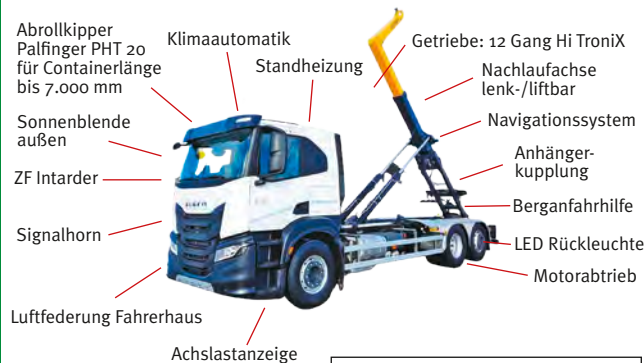 Abrollkipper
Palfinger PHT 20
für Containerlänge
bis 7.000 mm
Klimaautomatik
Standheizung
Getriebe: 12 Gang Hi TroniX
Nachlaufachse
lenk-/liftbar
Navigationssystem
Anhänger-
kupplung
Berganfahrhilfe
LED Rückleuchte
Motorabtrieb
Sonnenblende
außen
ZF Intarder
Signalhorn
Luftfederung Fahrerhaus
Achslastanzeige
IVECO